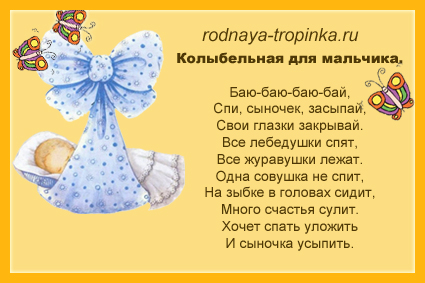 rodnaya-tropinka.ru
Колыбельная для мальчика.
Баю-баю-баю-бай,
Спи, сыночек, засыпай,
Свои глазки закрывай.
Все лебедушки спят,
Все журавушки лежат.
Одна совушка не спит,
На зыбке в головах сидит,
Много счастья сулит.
Хочет спать уложить
И сыночка усыпить.